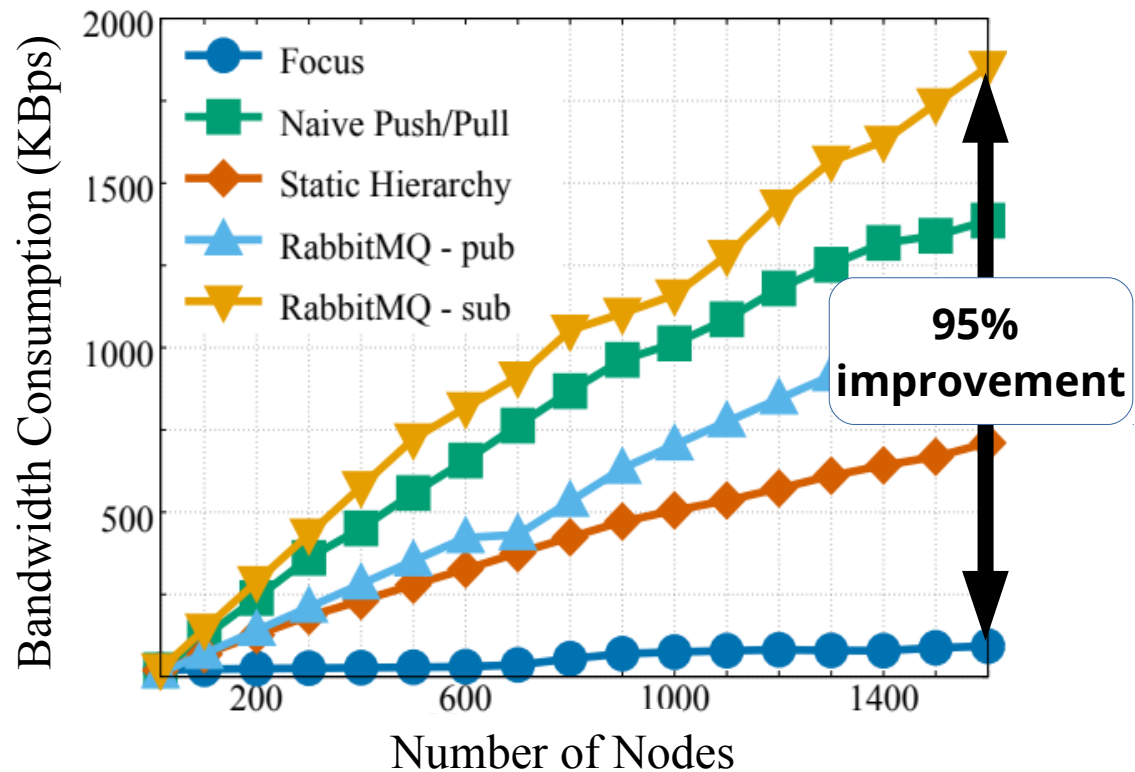 Bandwidth Consumption (KBps)
2000
1500
1000
500
Focus
Naive Push/Pull
Static Hierarchy
RabbitMQ - pub
RabbitMQ - sub
95%
improvement
200
600
1000
1400
Number of Nodes